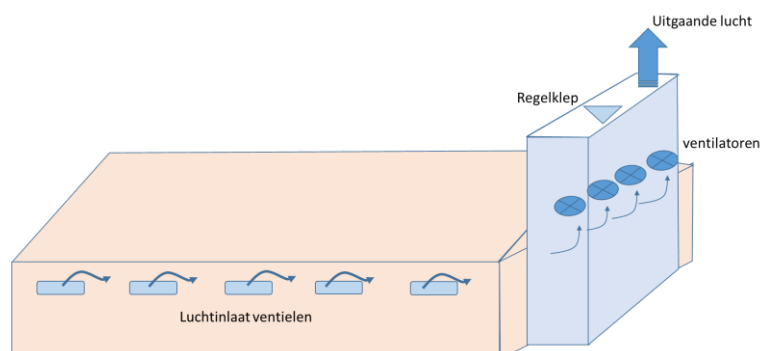 Uitgaande lucht
Regelklep
ventilatoren
Luchtinlaat ventielen